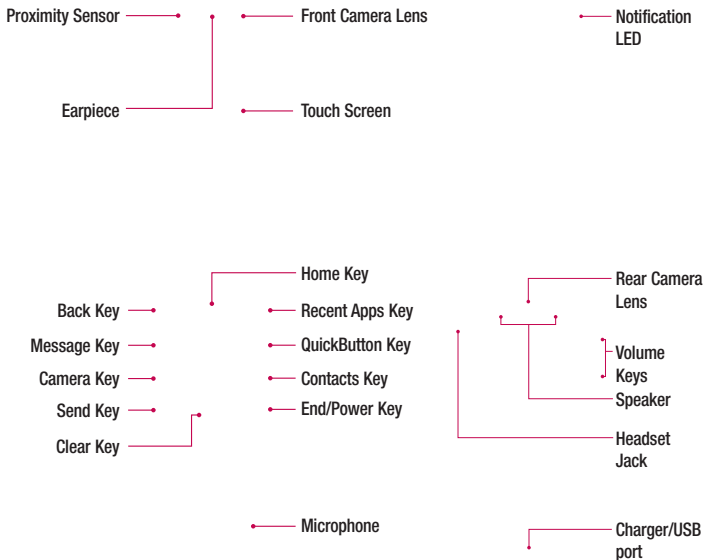 Proximity Sensor
Front Camera Lens
Notification
LED
Earpiece
Touch Screen
Home Key
Rear Camera
Lens
Back Key
Recent Apps Key
Message Key
QuickButton Key
Volume
Keys
Camera Key
Contacts Key
Speaker
Send Key
End/Power Key
Clear Key
Headset
Jack
Microphone
Charger/USB
port